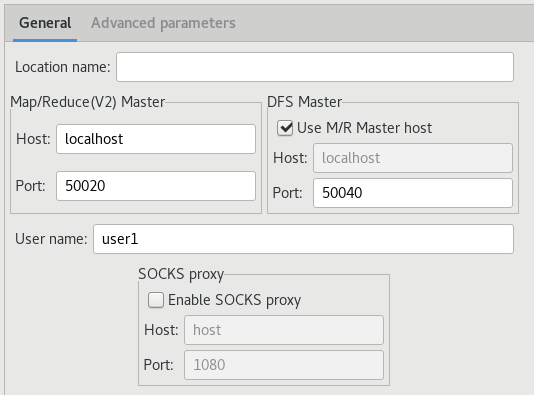 General Advanced parameters
Location name:
Map/Reduce(V2) Master
Host: localhost
Port: 50020
DFS Master
Use M/R Master host
Host: localhost
Port: 50040
User name: user1
SOCKS proxy
Enable SOCKS proxy
Host: host
Port: 1080